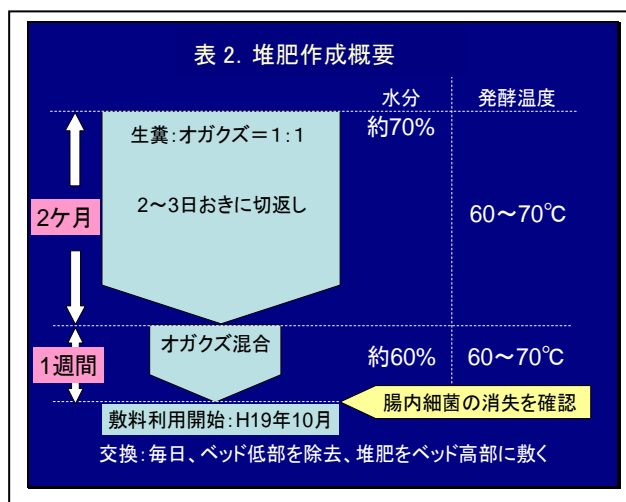 表 2. 堆肥作成概要
水分 発酵温度
生糞:オガクズ=1:1
約70%
2~3日おきに切返し
2ケ月
60~70℃
オガクズ混合
1週間
約60%
60~70℃
腸内細菌の消失を確認
敷料利用開始:H19年10月
交換:毎日、ベッド低部を除去、堆肥をベッド高部に敷く